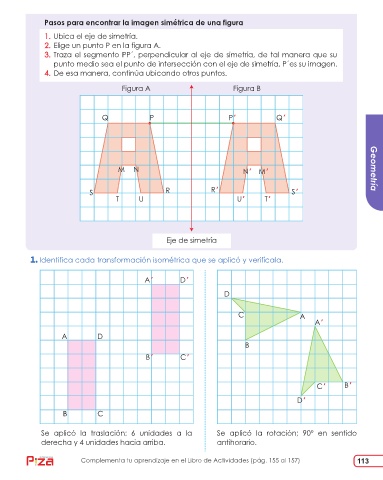 Pasos para encontrar la imagen simétrica de una figura
1. Ubica el eje de simetría.
2. Elige un punto P en la figura A.
3. Traza el segmento PP´, perpendicular al eje de simetría, de tal manera que su
punto medio sea el punto de intersección con el eje de simetría. P´es su imagen.
4. De esa manera, continúa ubicando otros puntos.
Figura A Figura B
Q P P' Q'
M N N' M'
S R R' S'
T U U' T'
Eje de simetría
Geometría
1. Identifica cada transformación isométrica que se aplicó y verifícala.
A' D'
A D
B' C'
B C
D
C A
A'
B
C' B'
D'
Se aplicó la traslación; 6 unidades a la
derecha y 4 unidades hacia arriba.
Se aplicó la rotación; 90° en sentido
antihorario.
Piza Complementa tu aprendizaje en el Libro de Actividades (pág. 155 al 157) 113